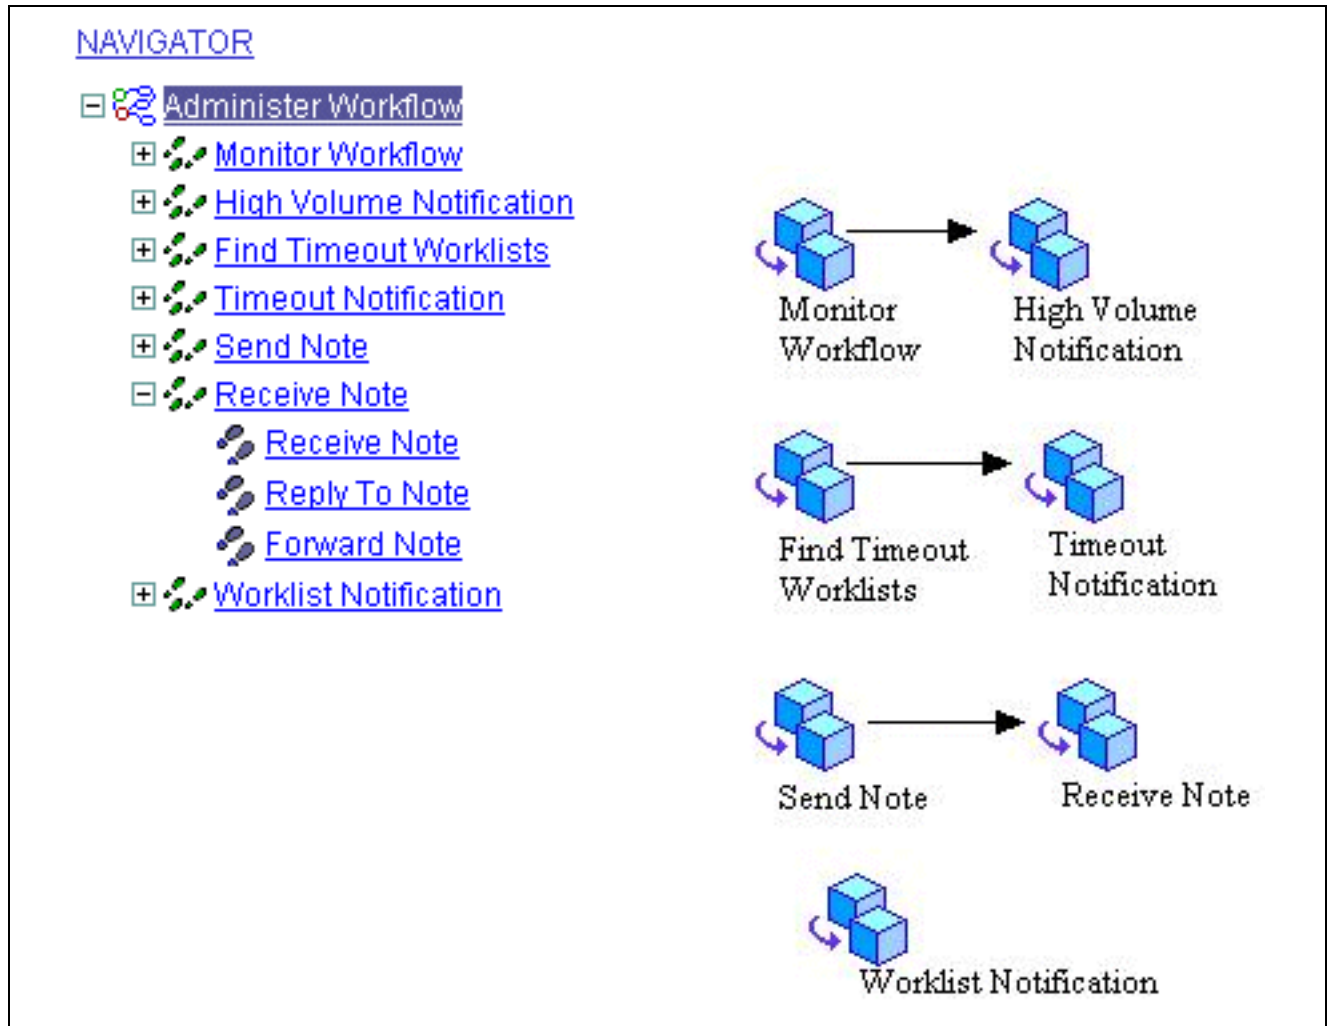 NAVIGATOR
Administer Workflow
Monitor Workflow
High Volume Notification
Find Timeout Worklists
Timeout Notification
Send Note
Receive Note
Receive Note
Reply To Note
Forward Note
Worklist Notification
Monitor
Workflow
High Volume
Notification
Find Timeout
Worklists
Timeout
Notification
Send Note
Receive Note
Worklist Notification